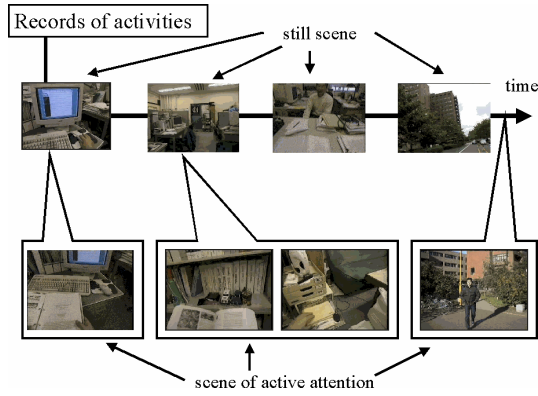 Records of activities
still scene
time
scene of active attention